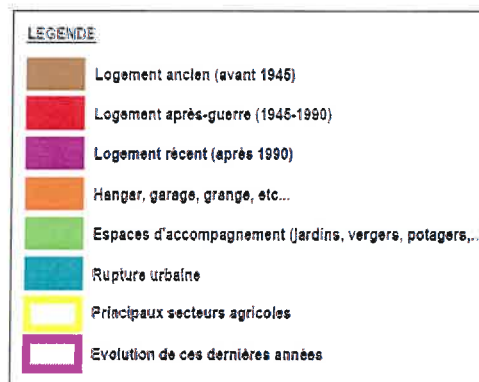 LEGENDE
Logement ancien (avant 1945)
Logement après-guerre (1945-1990)
Logement récent (après 1990)
Hangar, garage, grange, etc...
Espaces d'accompagnement (jardins, vergers, potagers,...
Rupture urbaine
Principaux secteurs agricoles
Evolution de ces dernières années